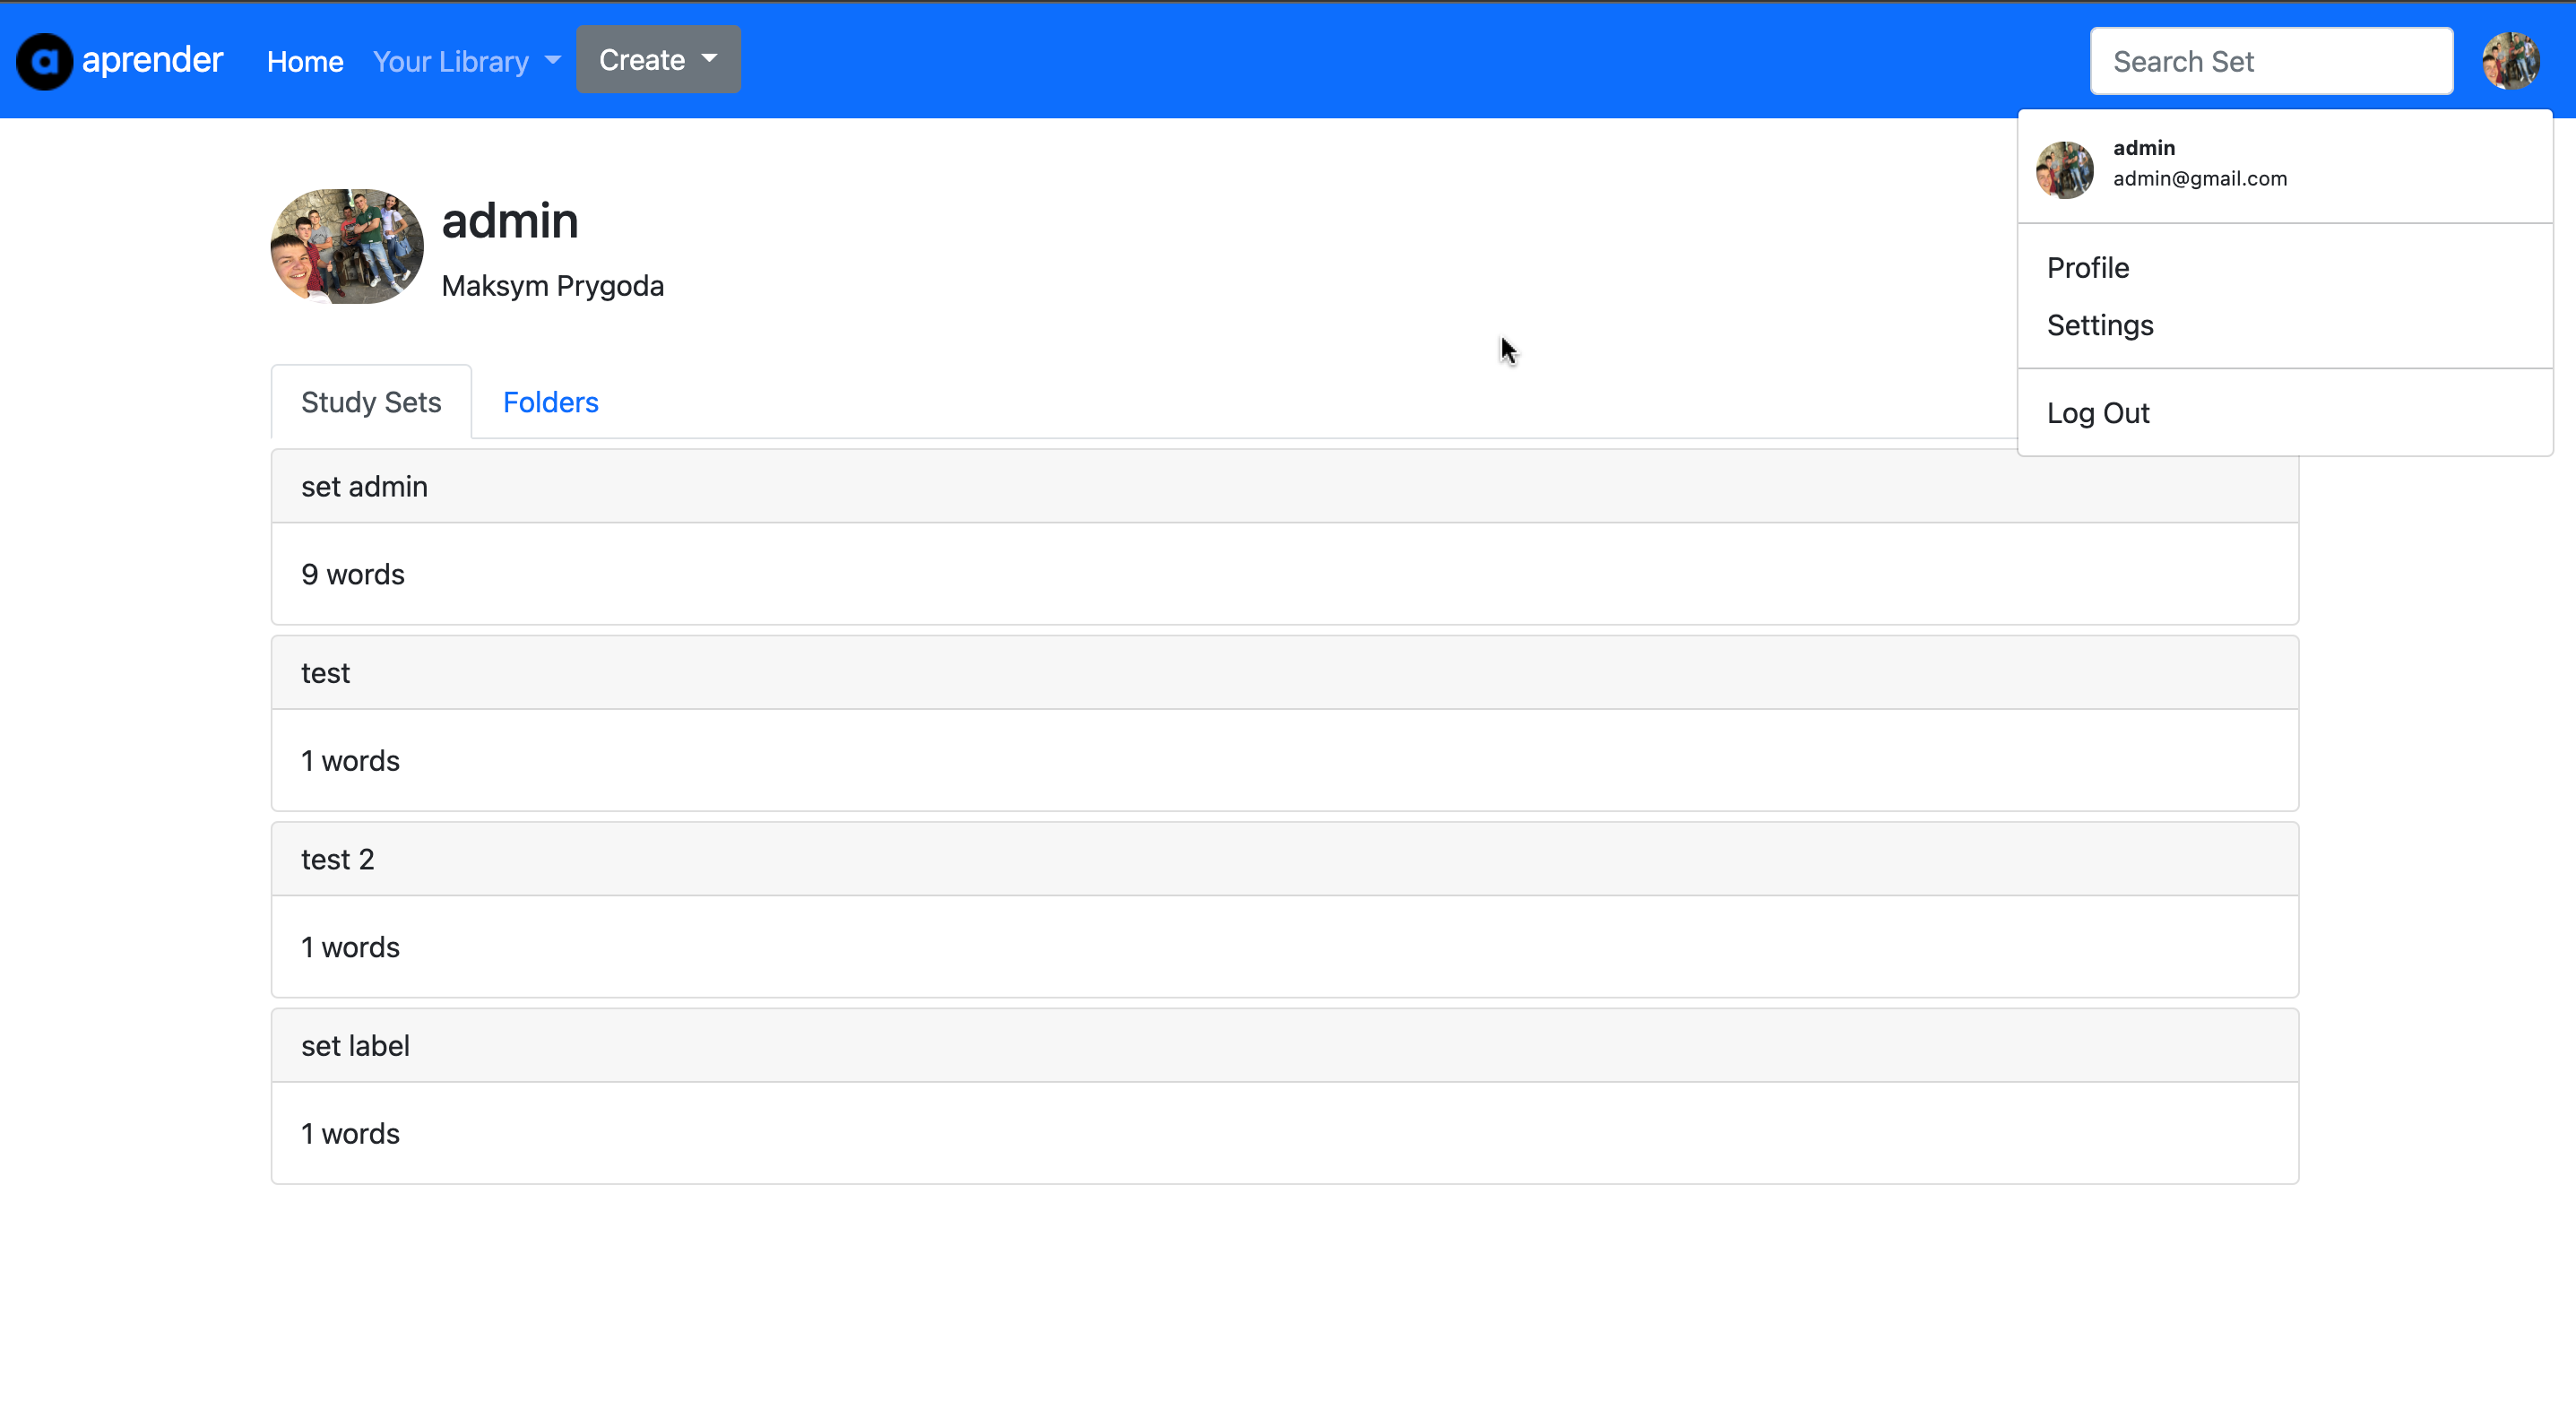 a aprender Home Your Library Create Search Set
admin
admin@gmail.com
Profile
Settings
Log Out
admin
Maksym Prygoda
Study Sets Folders
set admin
9 words
test
1 words
test 2
1 words
set label
1 words